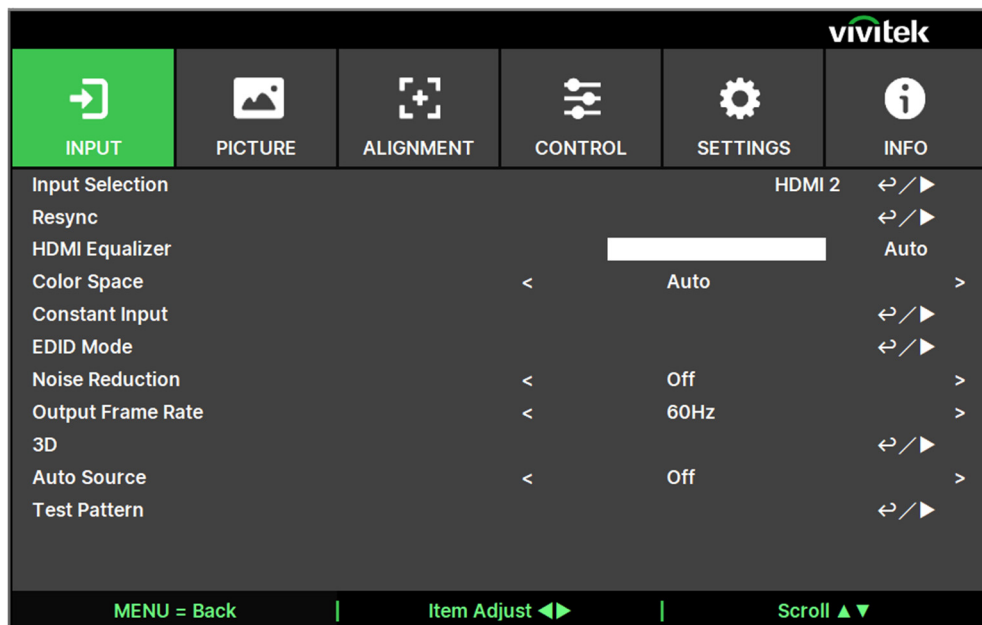 vivitek
INPUT PICTURE ALIGNMENT CONTROL SETTINGS INFO
Input Selection HDMI 2 ↩／▶
Resync ↩／▶
HDMI Equalizer Auto
Color Space < Auto >
Constant Input ↩／▶
EDID Mode ↩／▶
Noise Reduction < Off >
Output Frame Rate < 60Hz >
3D ↩／▶
Auto Source < Off >
Test Pattern ↩／▶
MENU = Back | Item Adjust ◀▶ | Scroll ▲▼